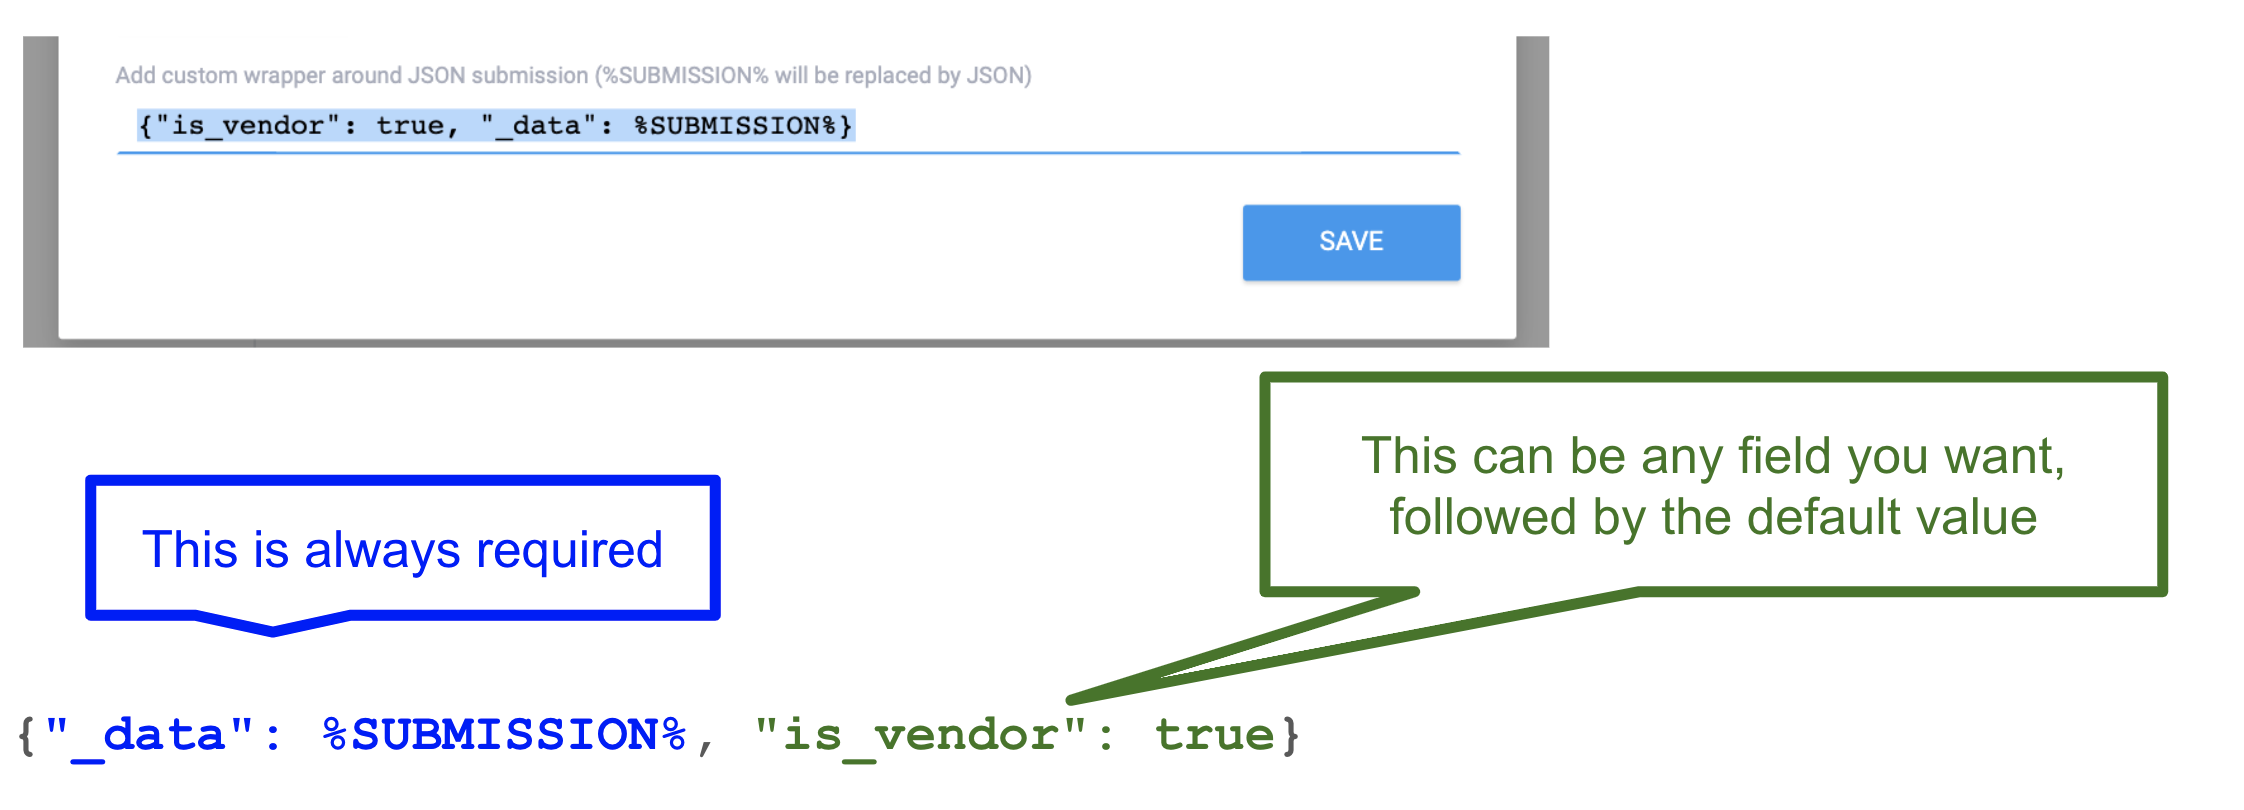 Add custom wrapper around JSON submission (%SUBMISSION% will be replaced by JSON)
{"is_vendor": true, "_data": %SUBMISSION%}
SAVE
This can be any field you want,
followed by the default value
This is always required
{"_data": %SUBMISSION%, "is_vendor": true}